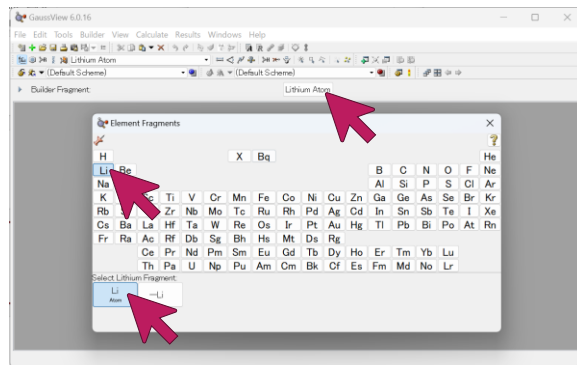 GaussView 6.0.16
File Edit Tools Builder View Calculate Results Windows Help
Lithium Atom
(Default Scheme) (Default Scheme)
Builder Fragment: Lithium Atom
Element Fragments
H X Bq He
Li Be B C N O F Ne
Na Al Si P S Cl Ar
K Ti V Cr Mn Fe Co Ni Cu Zn Ga Ge As Se Br Kr
Rb Zr Nb Mo Tc Ru Rh Pd Ag Cd In Sn Sb Te I Xe
Cs Ba La Hf Ta W Re Os Ir Pt Au Hg Tl Pb Bi Po At Rn
Fr Ra Ac Rf Db Sg Bh Hs Mt Ds Rg
Ce Pr Nd Pm Sm Eu Gd Tb Dy Ho Er Tm Yb Lu
Th Pa U Np Pu Am Cm Bk Cf Es Fm Md No Lr
Select Lithium Fragment:
Li —Li
Atom